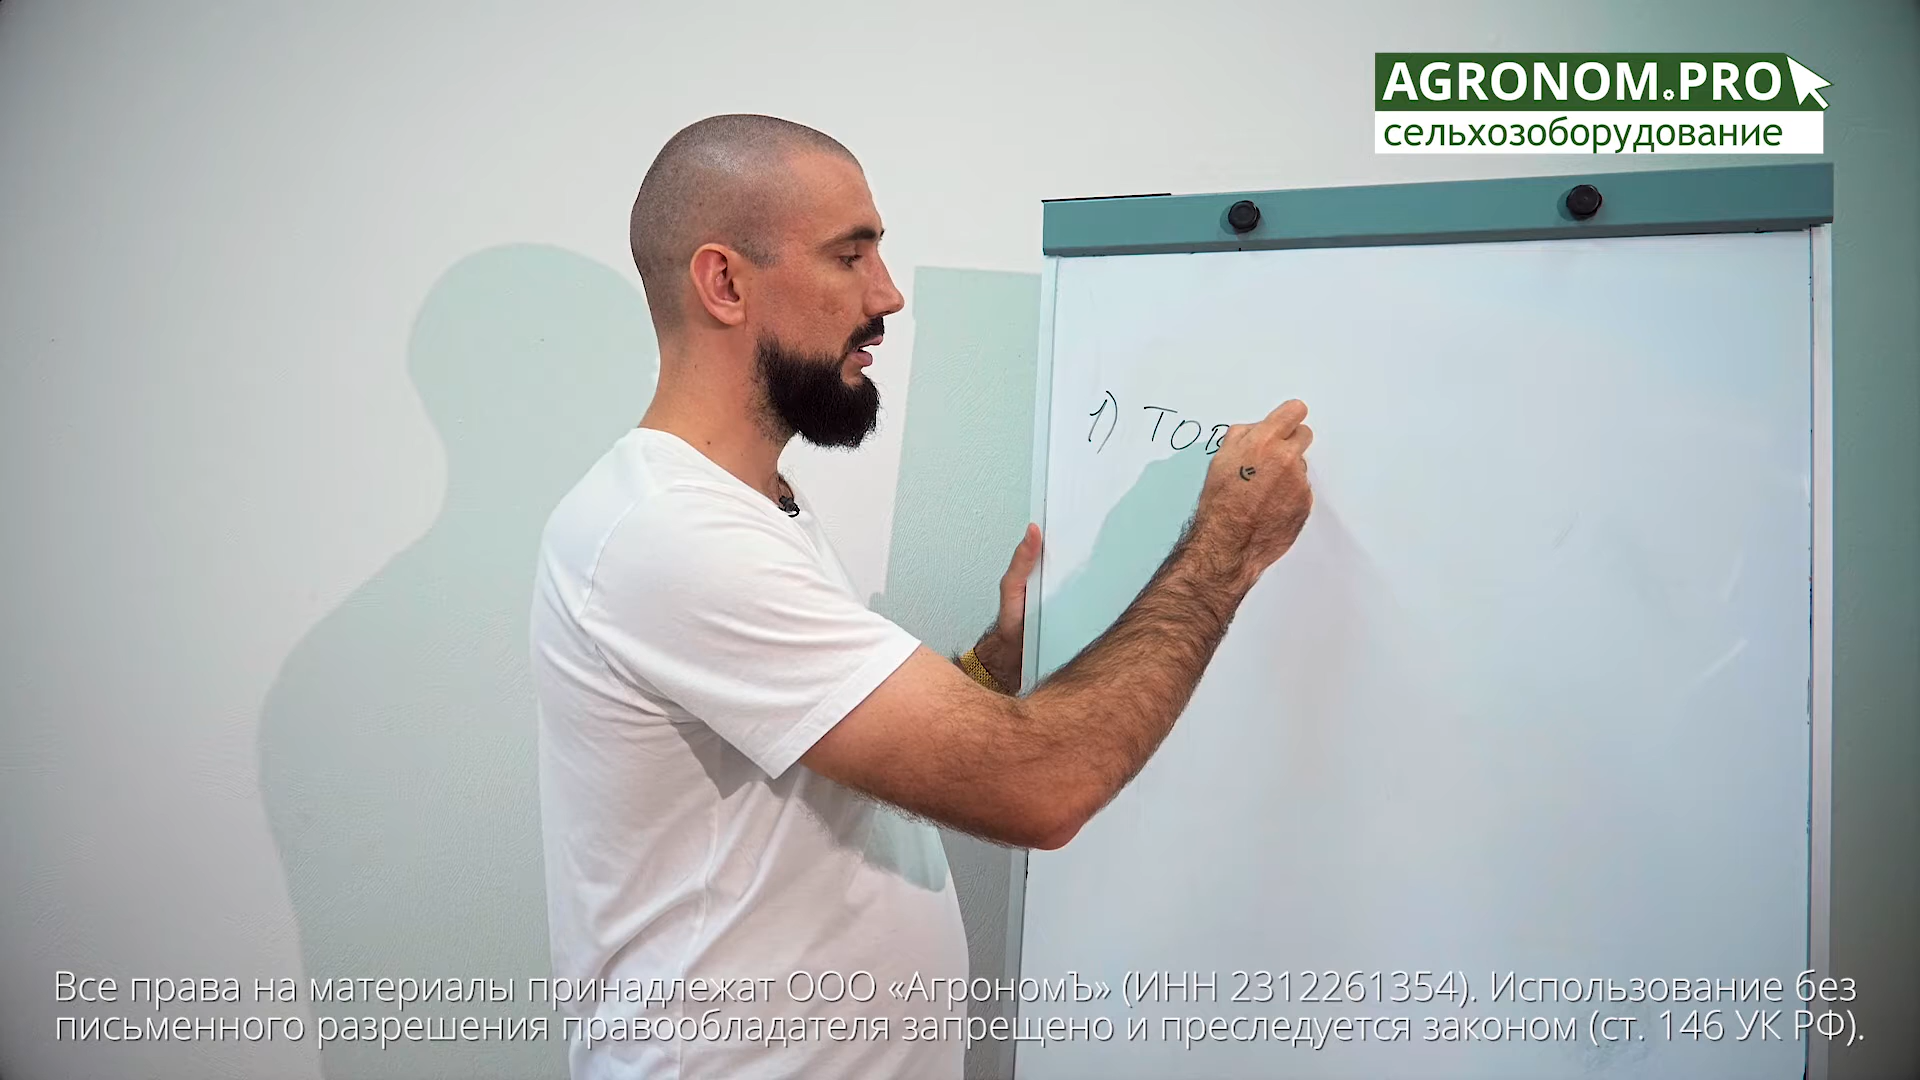 AGRONOM.PRO
сельхозоборудование
1) ТОВ
Все права на материалы принадлежат ООО «АгрономЪ» (ИНН 2312261354). Использование без
письменного разрешения правообладателя запрещено и преследуется законом (ст. 146 УК РФ).